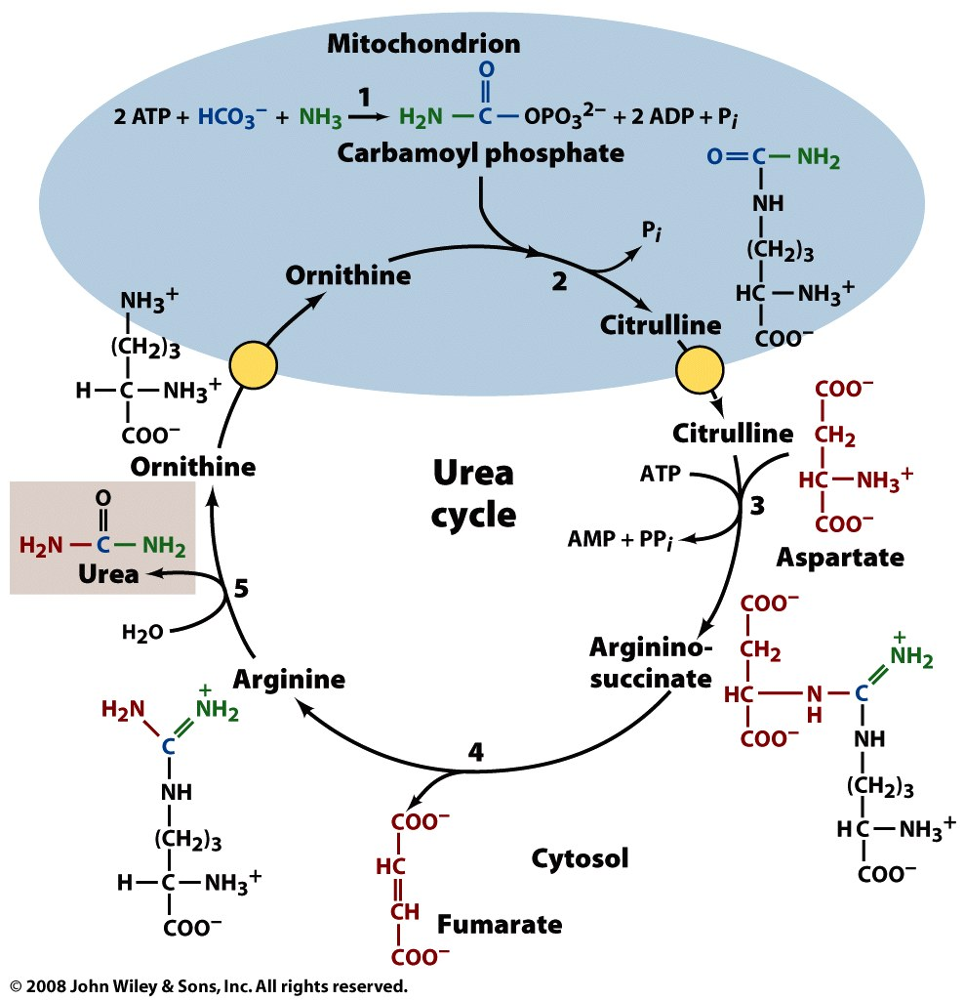 Mitochondrion
O
2 ATP + HCO3− + NH3 1 H2N — C — OPO3 2− + 2 ADP + Pi
Carbamoyl phosphate
O=C—NH2
NH
(CH2)3
HC—NH3+
COO−
Pi
2
Ornithine
Citrulline
NH3+
(CH2)3
H—C—NH3+
COO−
Ornithine
Citrulline
COO−
CH2
HC—NH3+
COO−
Aspartate
Urea
cycle
ATP
3
AMP + PPi
O
H2N—C—NH2
Urea
5
H2O
Arginino-
succinate
COO−
CH2
HC—N—C=NH2
H
+
COO−
NH
(CH2)3
HC—NH3+
COO−
Arginine
+
H2N NH2
C
NH
(CH2)3
H—C—NH3+
COO−
4
COO−
HC
CH
COO−
Fumarate
Cytosol
© 2008 John Wiley & Sons, Inc. All rights reserved.